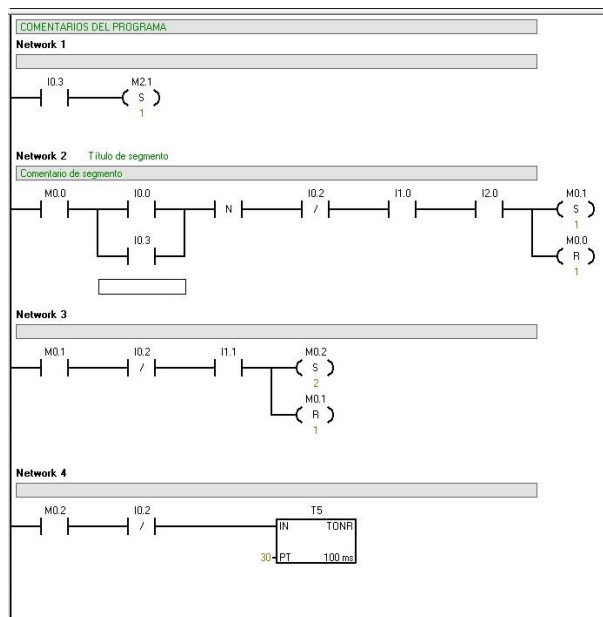 COMENTARIOS DEL PROGRAMA
Network 1
I0.3 M2.1
S
1
Network 2 Título de segmento
Comentario de segmento
M0.0 I0.0 I0.2 I1.0 I2.0 M0.1
N / S
1
I0.3 M0.0
R
1
Network 3
M0.1 I0.2 I1.1 M0.2
/ S
2
M0.1
R
1
Network 4
M0.2 I0.2 T5
/ IN TONR
30 PT 100 ms